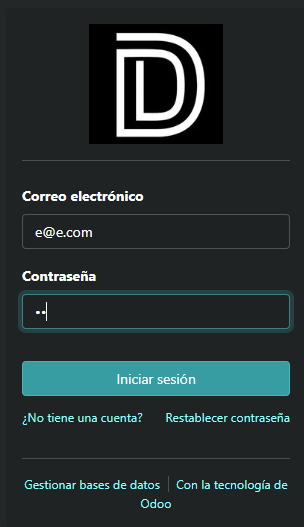 D
Correo electrónico
e@e.com
Contraseña
••
Iniciar sesión
¿No tiene una cuenta? Restablecer contraseña
Gestionar bases de datos | Con la tecnología de
Odoo